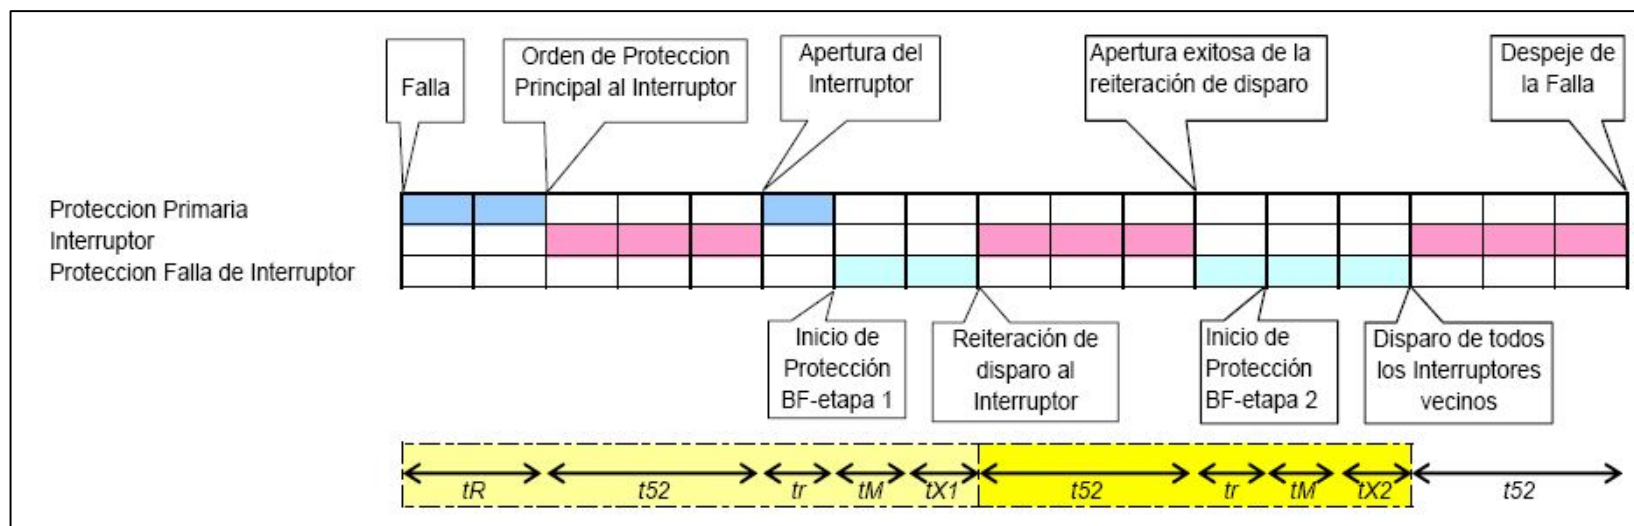 Falla
Orden de Proteccion
Principal al Interruptor
Apertura del
Interruptor
Apertura exitosa de la
reiteración de disparo
Despeje de
la Falla
Proteccion Primaria
Interruptor
Proteccion Falla de Interruptor
Inicio de
Protección
BF-etapa 1
Reiteración de
disparo al
Interruptor
Inicio de
Protección
BF-etapa 2
Disparo de todos
los Interruptores
vecinos
tR
t52
tr
tM
tX1
t52
tr
tM
tX2
t52